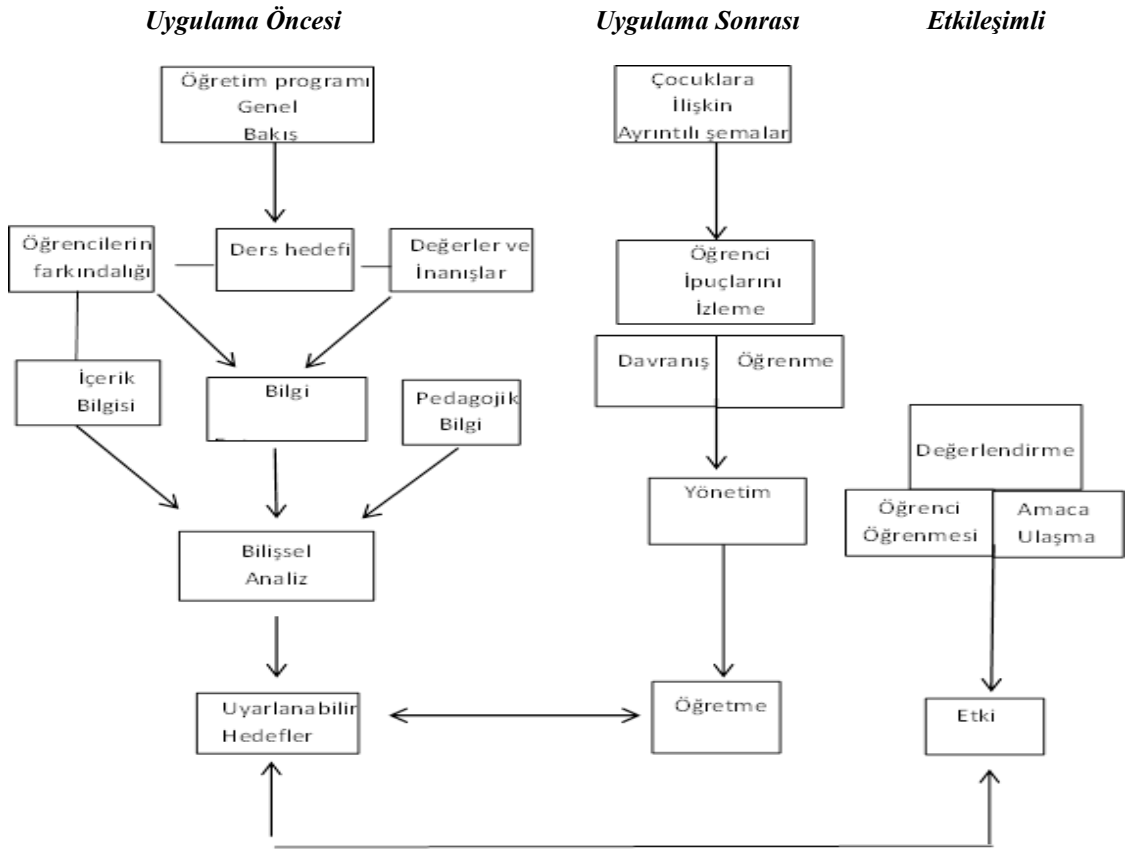 Uygulama Öncesi
Uygulama Sonrası
Etkileşimli
Öğretim programı
Genel
Bakış
Öğrencilerin
farkındalığı
Ders hedefi
Değerler ve
İnanışlar
İçerik
Bilgisi
Bilgi
Pedagojik
Bilgi
Bilişsel
Analiz
Uyarlanabilir
Hedefler
Çocuklara
İlişkin
Ayrıntılı şemalar
Öğrenci
İpuçlarını
İzleme
Davranış
Öğrenme
Yönetim
Öğretme
Değerlendirme
Öğrenci
Öğrenmesi
Amaca
Ulaşma
Etki